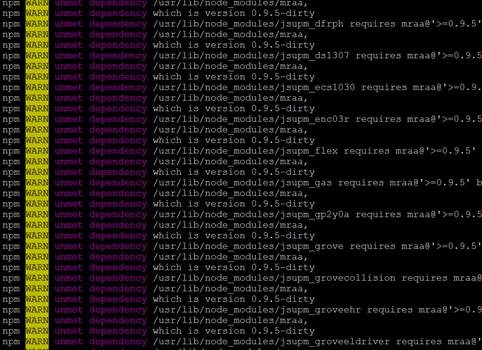 npm WARN unmet dependency /usr/lib/node_modules/mraa,
npm WARN unmet dependency which is version 0.9.5-dirty
npm WARN unmet dependency /usr/lib/node_modules/jsupm_dfrph requires mraa@'>=0.9.5'
npm WARN unmet dependency /usr/lib/node_modules/mraa,
npm WARN unmet dependency which is version 0.9.5-dirty
npm WARN unmet dependency /usr/lib/node_modules/jsupm_ds1307 requires mraa@'>=0.9.5
npm WARN unmet dependency /usr/lib/node_modules/mraa,
npm WARN unmet dependency which is version 0.9.5-dirty
npm WARN unmet dependency /usr/lib/node_modules/jsupm_ecs1030 requires mraa@'>=0.9.
npm WARN unmet dependency /usr/lib/node_modules/mraa,
npm WARN unmet dependency which is version 0.9.5-dirty
npm WARN unmet dependency /usr/lib/node_modules/jsupm_enc03r requires mraa@'>=0.9.5
npm WARN unmet dependency /usr/lib/node_modules/mraa,
npm WARN unmet dependency which is version 0.9.5-dirty
npm WARN unmet dependency /usr/lib/node_modules/jsupm_flex requires mraa@'>=0.9.5'
npm WARN unmet dependency /usr/lib/node_modules/mraa,
npm WARN unmet dependency which is version 0.9.5-dirty
npm WARN unmet dependency /usr/lib/node_modules/jsupm_gas requires mraa@'>=0.9.5' b
npm WARN unmet dependency /usr/lib/node_modules/mraa,
npm WARN unmet dependency which is version 0.9.5-dirty
npm WARN unmet dependency /usr/lib/node_modules/jsupm_gp2y0a requires mraa@'>=0.9.5
npm WARN unmet dependency /usr/lib/node_modules/mraa,
npm WARN unmet dependency which is version 0.9.5-dirty
npm WARN unmet dependency /usr/lib/node_modules/jsupm_grove requires mraa@'>=0.9.5'
npm WARN unmet dependency /usr/lib/node_modules/mraa,
npm WARN unmet dependency which is version 0.9.5-dirty
npm WARN unmet dependency /usr/lib/node_modules/jsupm_grovecollision requires mraa@
npm WARN unmet dependency /usr/lib/node_modules/mraa,
npm WARN unmet dependency which is version 0.9.5-dirty
npm WARN unmet dependency /usr/lib/node_modules/jsupm_groveehr requires mraa@'>=0.9
npm WARN unmet dependency /usr/lib/node_modules/mraa,
npm WARN unmet dependency which is version 0.9.5-dirty
npm WARN unmet dependency /usr/lib/node_modules/jsupm_groveeldriver requires mraa@'